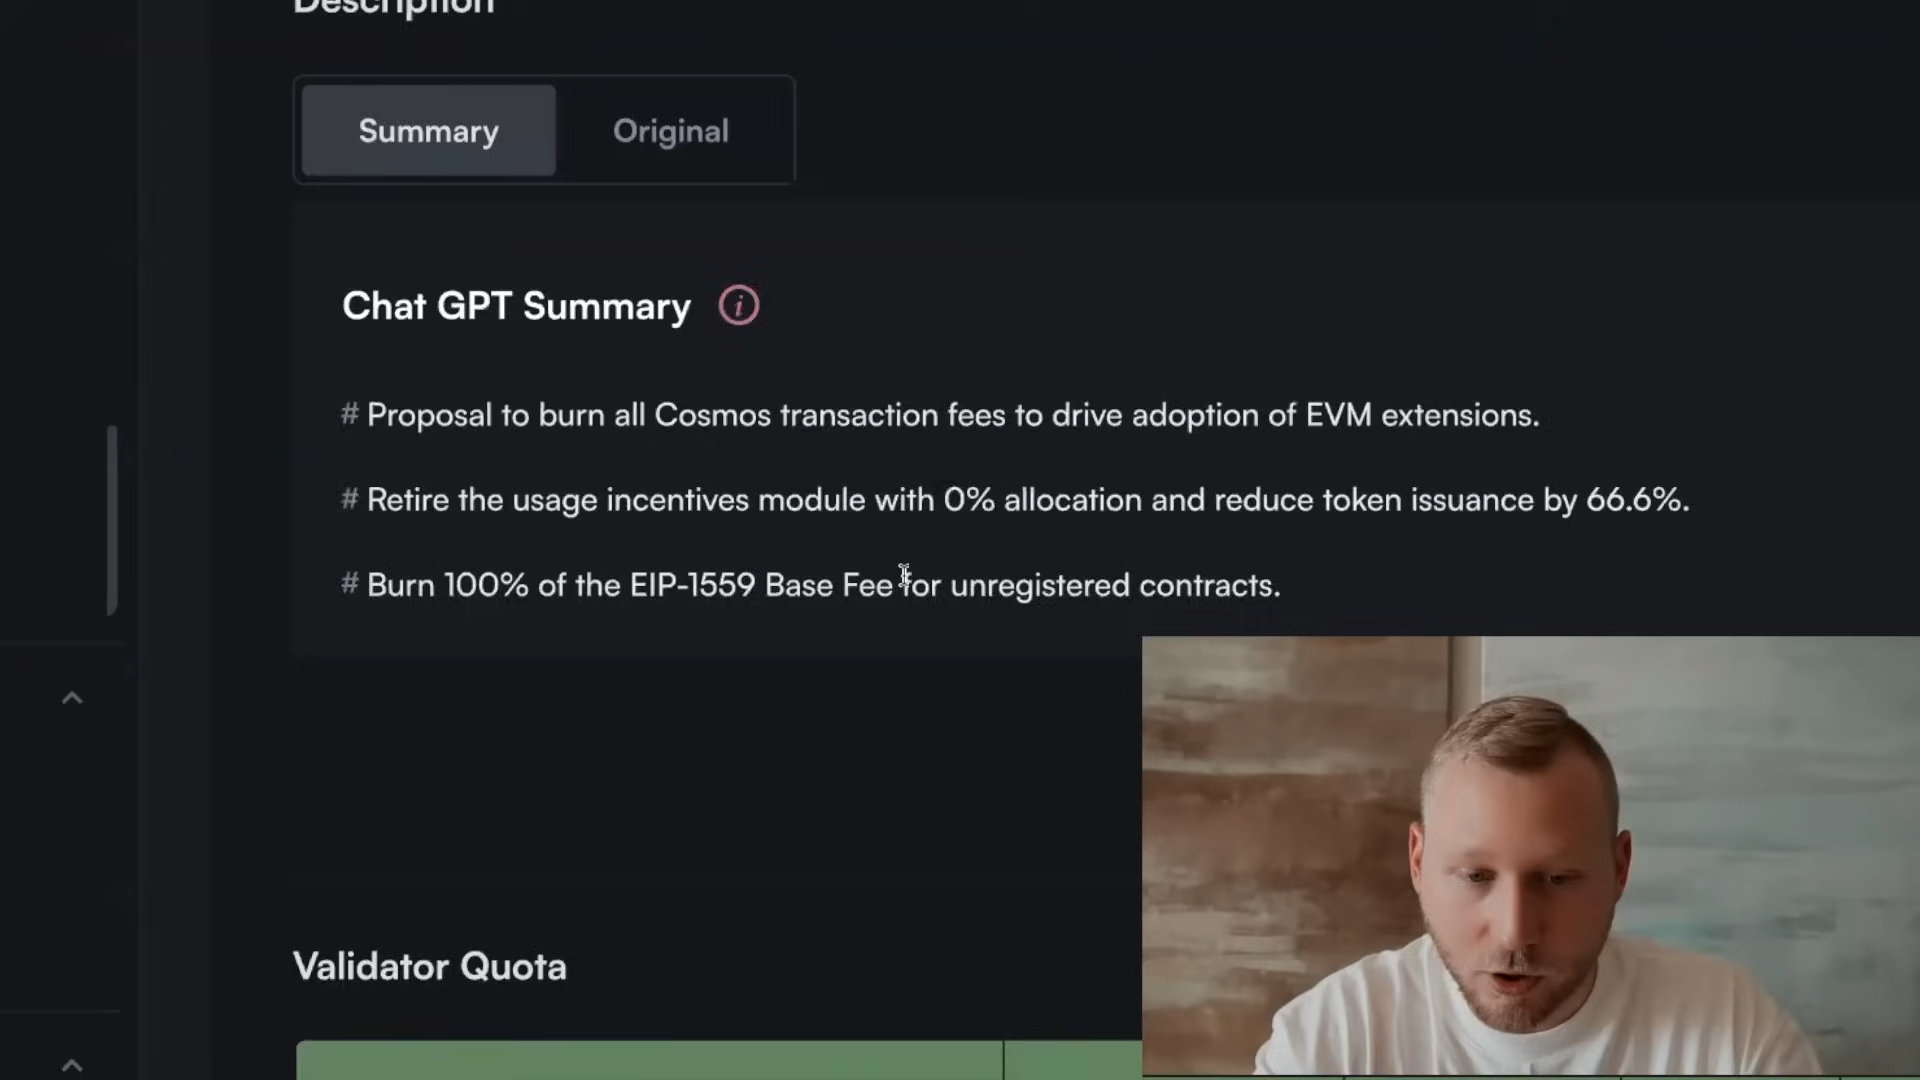 Description
Summary
Original
Chat GPT Summary
# Proposal to burn all Cosmos transaction fees to drive adoption of EVM extensions.
# Retire the usage incentives module with 0% allocation and reduce token issuance by 66.6%.
# Burn 100% of the EIP-1559 Base Fee for unregistered contracts.
Validator Quota